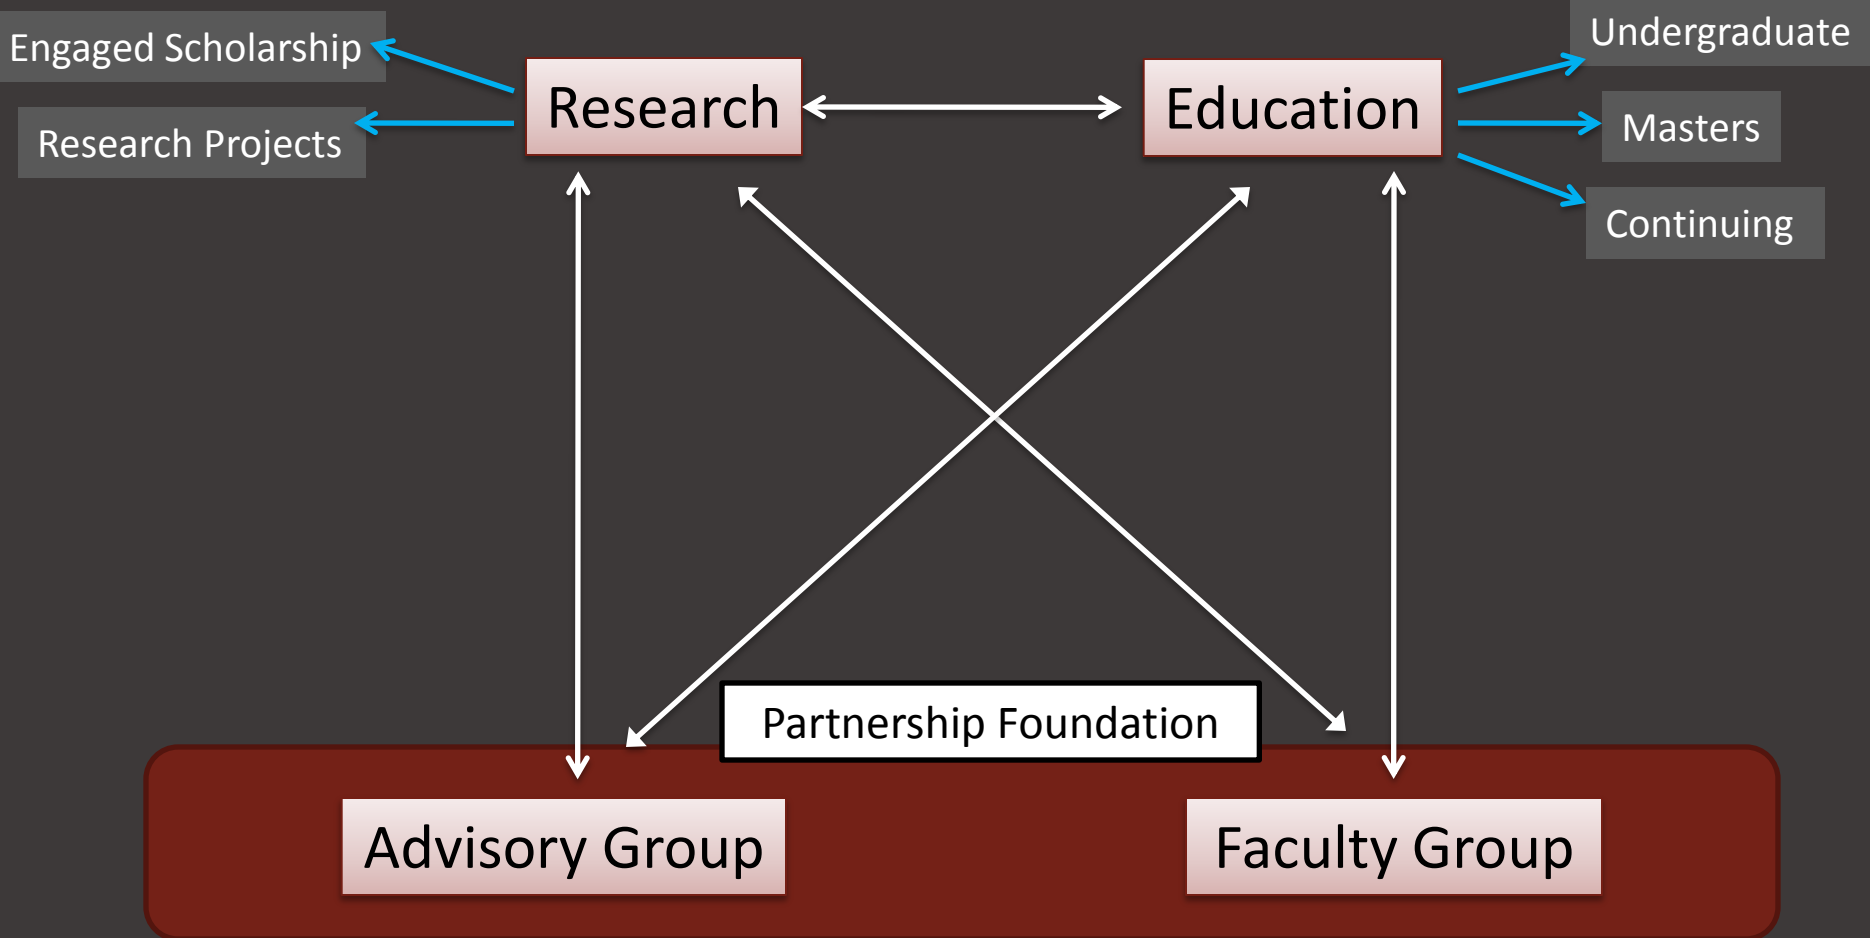 Engaged Scholarship
Research Projects
Research
Education
Undergraduate
Masters
Continuing
Partnership Foundation
Advisory Group
Faculty Group